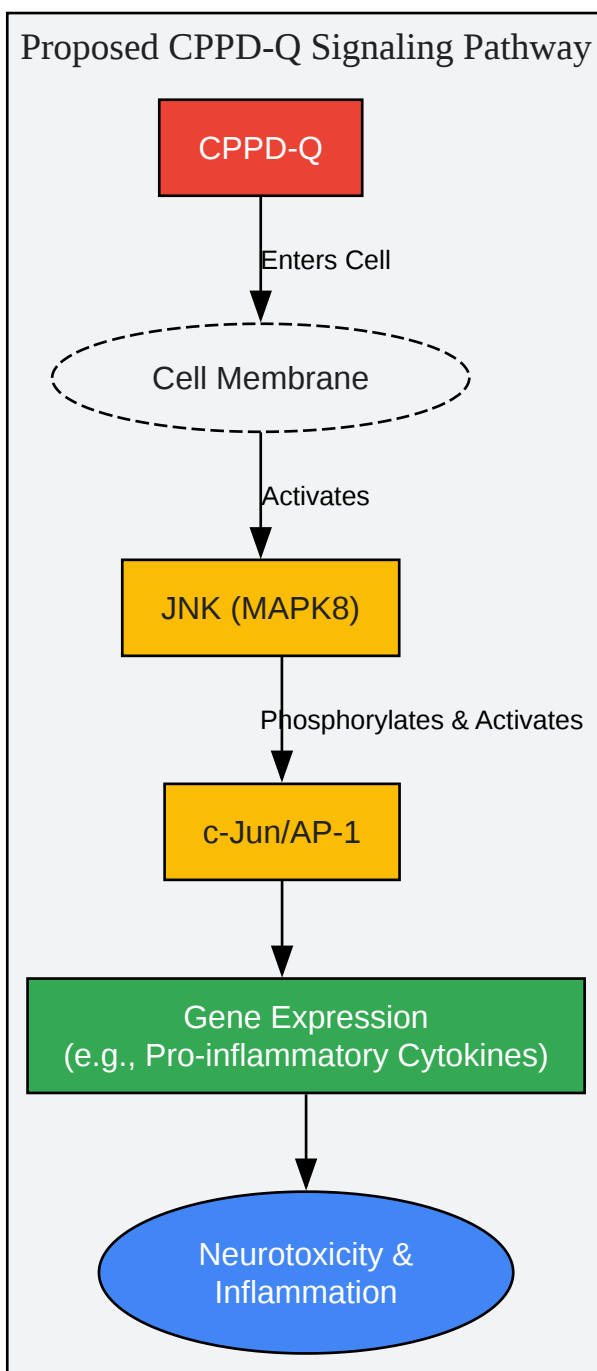 Proposed CPPD-Q Signaling Pathway
CPPD-Q
Enters Cell
Cell Membrane
Activates
JNK (MAPK8)
Phosphorylates & Activates
c-Jun/AP-1
Gene Expression
(e.g., Pro-inflammatory Cytokines)
Neurotoxicity &
Inflammation